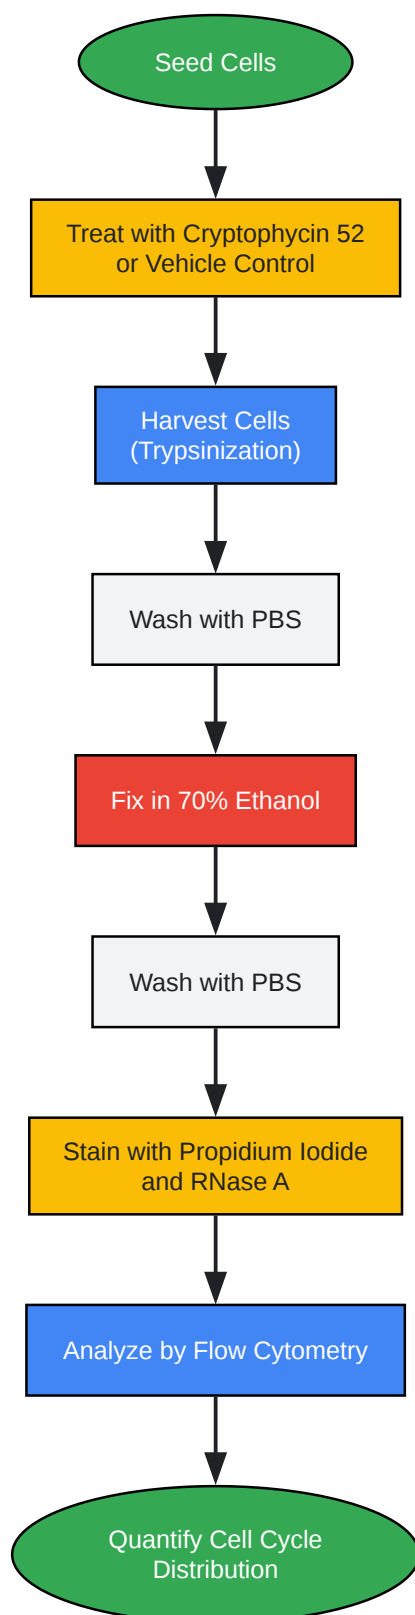 Seed Cells
Treat with Cryptophycin 52
or Vehicle Control
Harvest Cells
(Trypsinization)
Wash with PBS
Fix in 70% Ethanol
Wash with PBS
Stain with Propidium Iodide
and RNase A
Analyze by Flow Cytometry
Quantify Cell Cycle
Distribution